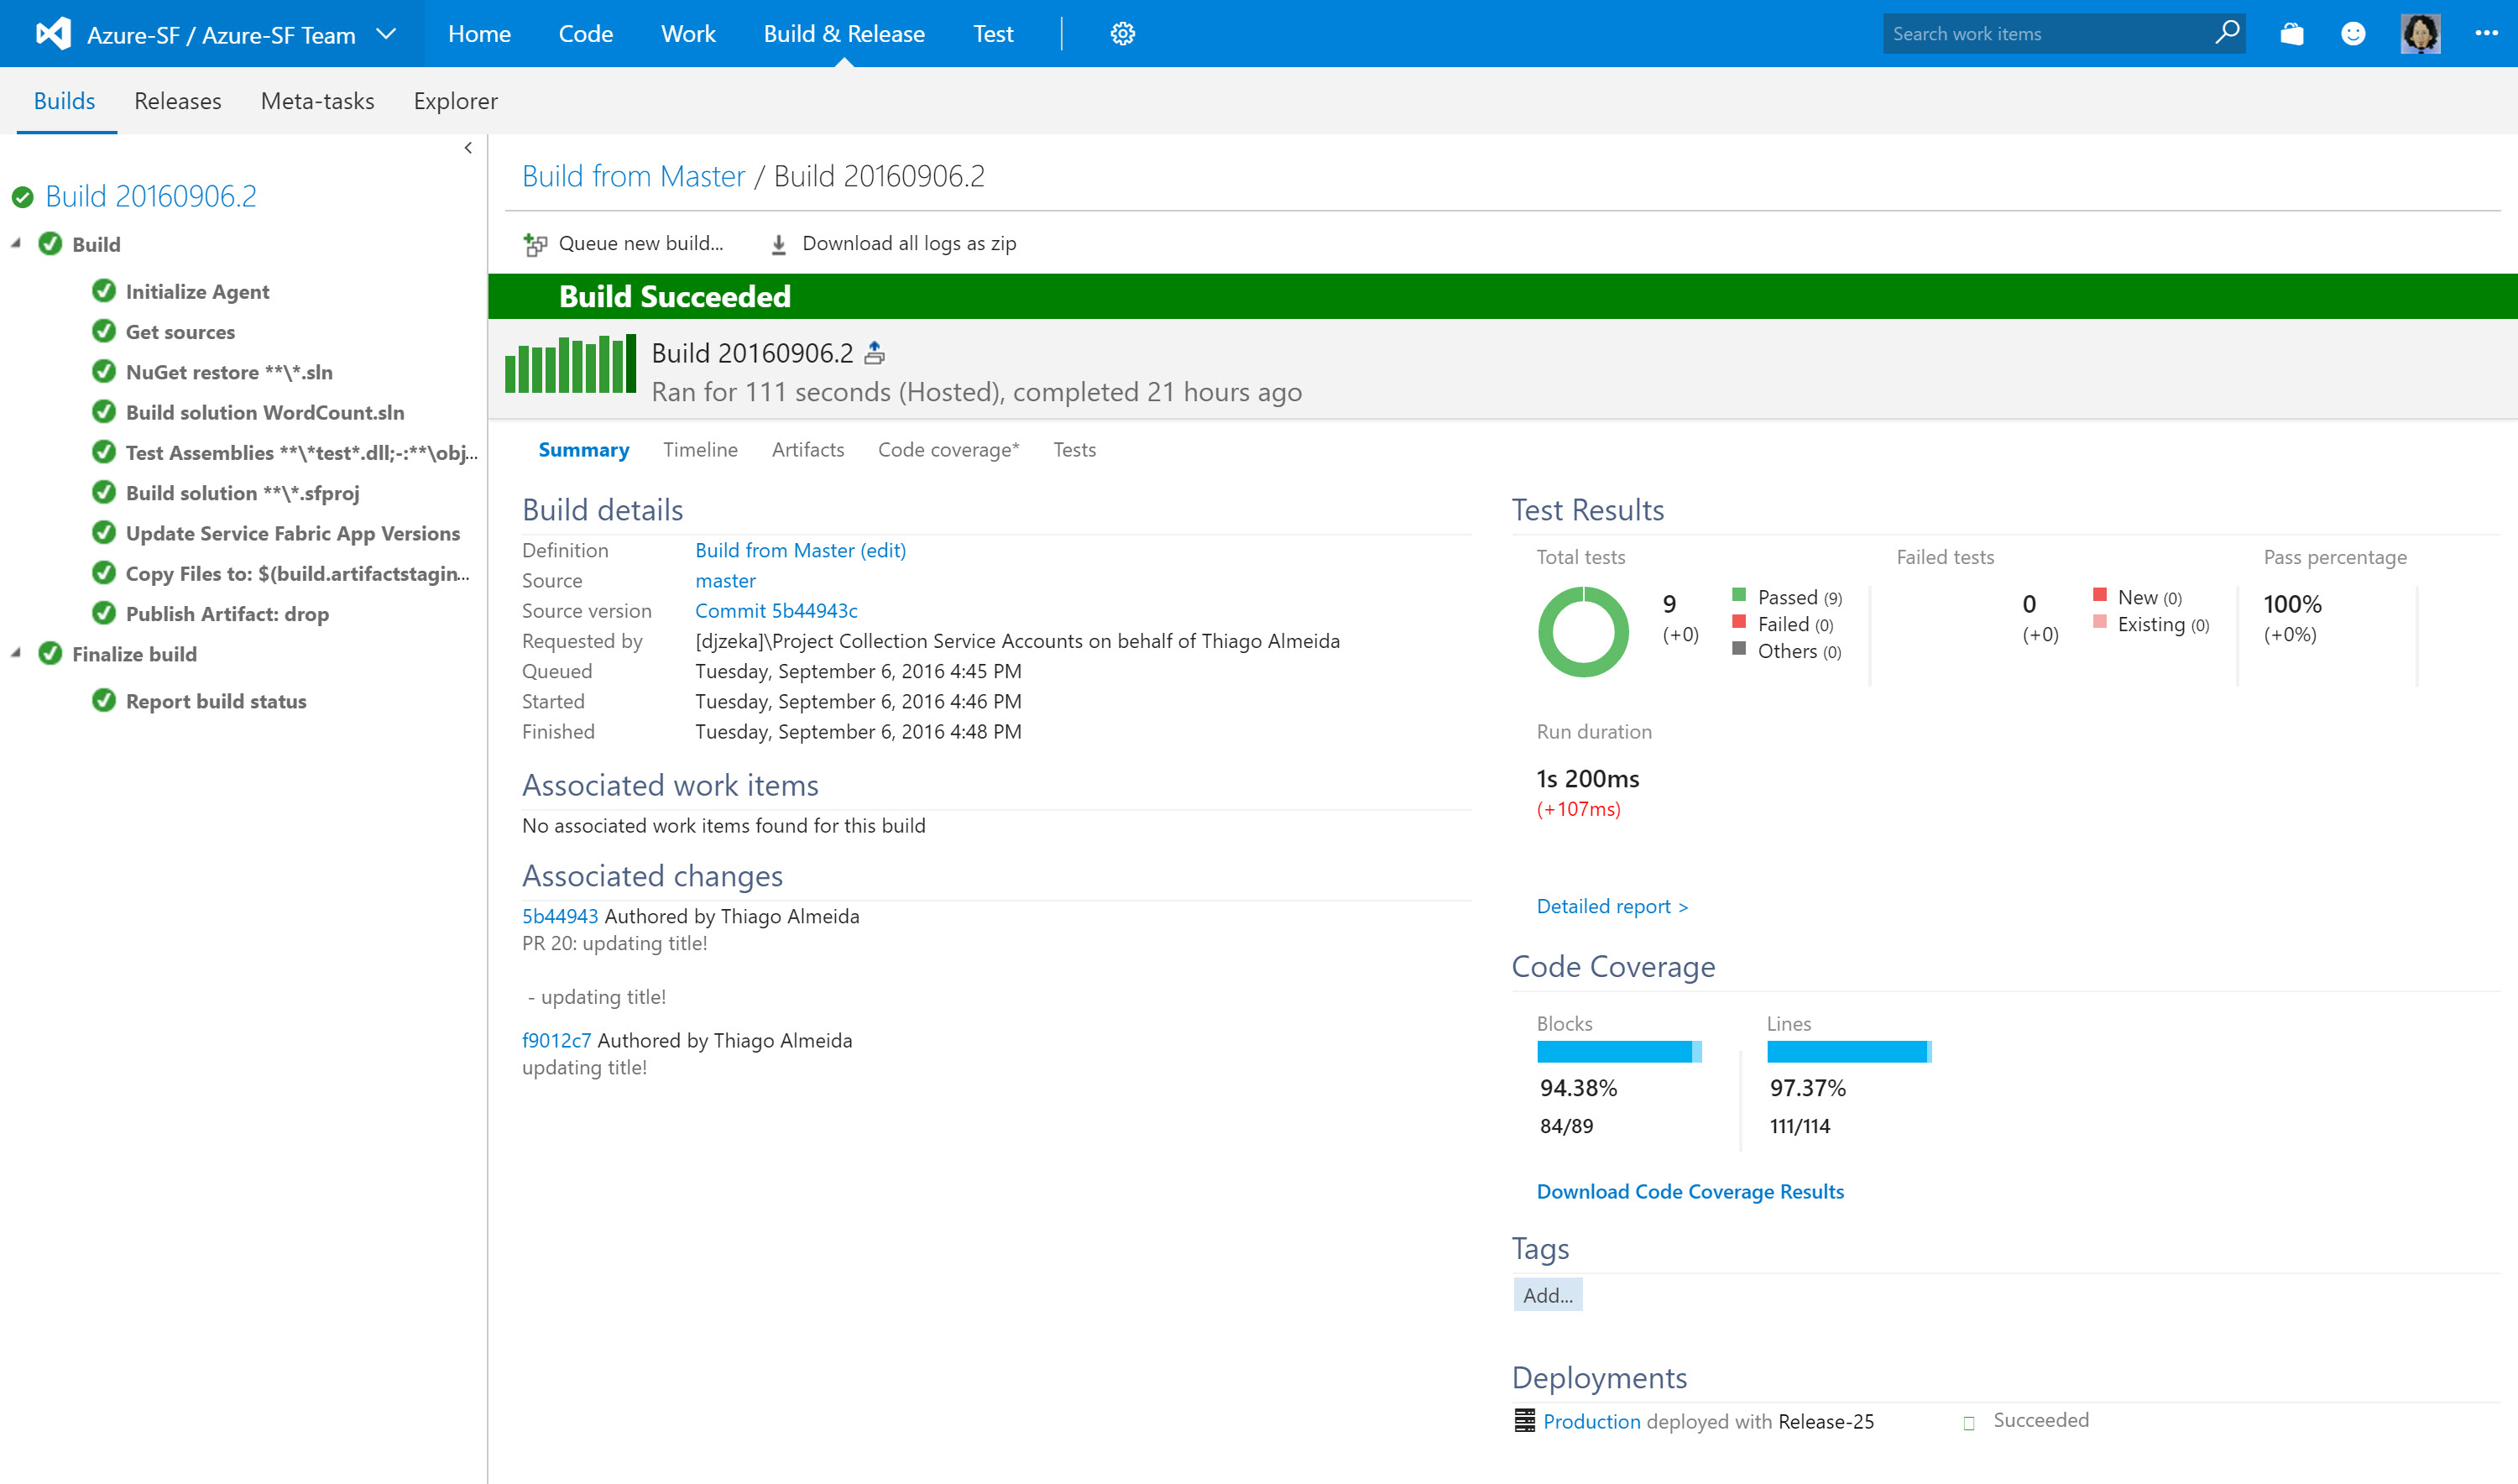 Azure-SF / Azure-SF Team
Home
Code
Work
Build & Release
Test
Search work items
Builds
Releases
Meta-tasks
Explorer
Build 20160906.2
Build
Initialize Agent
Get sources
NuGet restore **\*.sln
Build solution WordCount.sln
Test Assemblies **\*test*.dll;-:**\obj...
Build solution **\*.sfproj
Update Service Fabric App Versions
Copy Files to: $(build.artifactstagin...
Publish Artifact: drop
Finalize build
Report build status
Build from Master / Build 20160906.2
Queue new build...
Download all logs as zip
Build Succeeded
Build 20160906.2
Ran for 111 seconds (Hosted), completed 21 hours ago
Summary
Timeline
Artifacts
Code coverage*
Tests
Build details
Definition Build from Master (edit)
Source master
Source version Commit 5b44943c
Requested by [djzeka]\Project Collection Service Accounts on behalf of Thiago Almeida
Queued Tuesday, September 6, 2016 4:45 PM
Started Tuesday, September 6, 2016 4:46 PM
Finished Tuesday, September 6, 2016 4:48 PM
Associated work items
No associated work items found for this build
Associated changes
5b44943 Authored by Thiago Almeida
PR 20: updating title!
- updating title!
f9012c7 Authored by Thiago Almeida
updating title!
Test Results
Total tests
9
(+0)
Passed (9)
Failed (0)
Others (0)
Failed tests
0
(+0)
New (0)
Existing (0)
Pass percentage
100%
(+0%)
Run duration
1s 200ms
(+107ms)
Detailed report >
Code Coverage
Blocks
94.38%
84/89
Lines
97.37%
111/114
Download Code Coverage Results
Tags
Add...
Deployments
Production deployed with Release-25
Succeeded